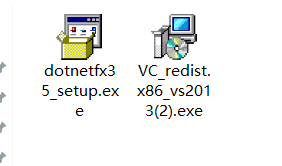 dotnetfx3
5_setup.ex
e
VC_redist.
x86_vs201
3(2).exe